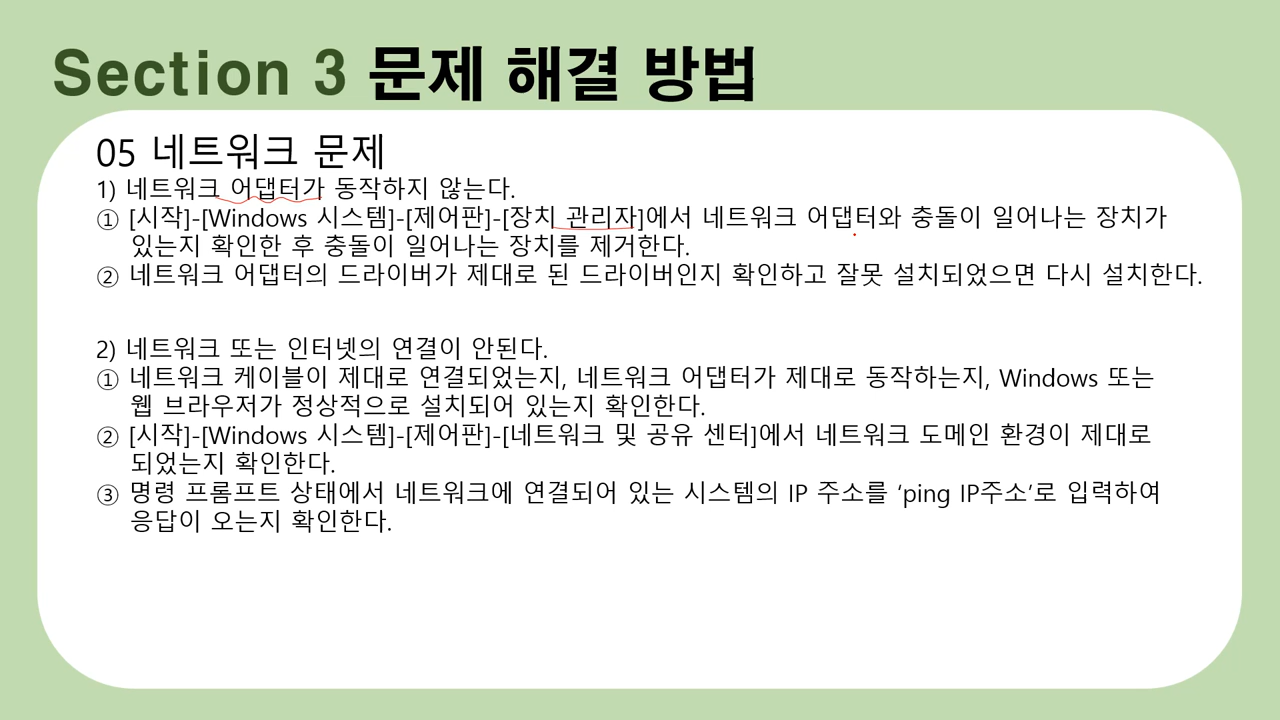 Section 3 문제 해결 방법
05 네트워크 문제
1) 네트워크 어댑터가 동작하지 않는다.
① [시작]-[Windows 시스템]-[제어판]-[장치 관리자]에서 네트워크 어댑터와 충돌이 일어나는 장치가
있는지 확인한 후 충돌이 일어나는 장치를 제거한다.
② 네트워크 어댑터의 드라이버가 제대로 된 드라이버인지 확인하고 잘못 설치되었으면 다시 설치한다.
2) 네트워크 또는 인터넷의 연결이 안된다.
① 네트워크 케이블이 제대로 연결되었는지, 네트워크 어댑터가 제대로 동작하는지, Windows 또는
웹 브라우저가 정상적으로 설치되어 있는지 확인한다.
② [시작]-[Windows 시스템]-[제어판]-[네트워크 및 공유 센터]에서 네트워크 도메인 환경이 제대로
되었는지 확인한다.
③ 명령 프롬프트 상태에서 네트워크에 연결되어 있는 시스템의 IP 주소를 ‘ping IP주소’로 입력하여
응답이 오는지 확인한다.